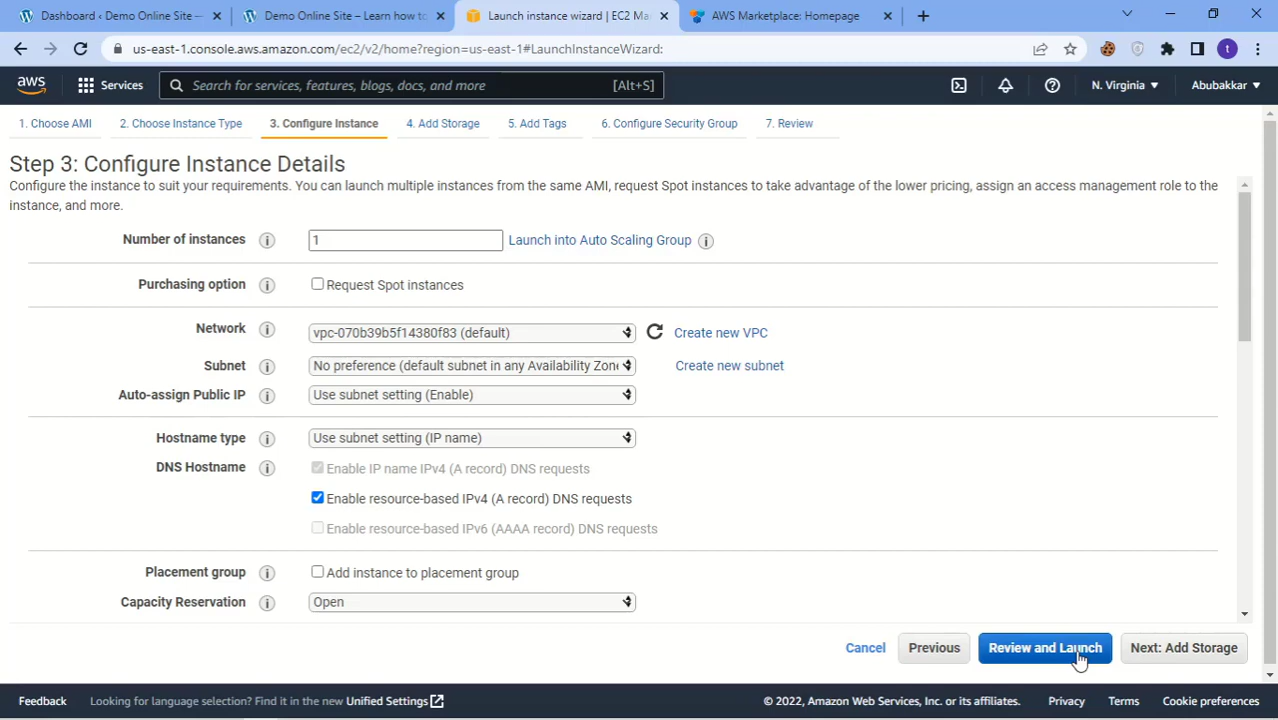 Dashboard ‹ Demo Online Site —
Demo Online Site – Learn how to
Launch instance wizard | EC2 Ma
AWS Marketplace: Homepage
us-east-1.console.aws.amazon.com/ec2/v2/home?region=us-east-1#LaunchInstanceWizard:
t
aws
Services
Search for services, features, blogs, docs, and more
[Alt+S]
N. Virginia
Abubakkar
1. Choose AMI
2. Choose Instance Type
3. Configure Instance
4. Add Storage
5. Add Tags
6. Configure Security Group
7. Review
Step 3: Configure Instance Details
Configure the instance to suit your requirements. You can launch multiple instances from the same AMI, request Spot instances to take advantage of the lower pricing, assign an access management role to the
instance, and more.
Number of instances
1
Launch into Auto Scaling Group
Purchasing option
Request Spot instances
Network
vpc-070b39b5f14380f83 (default)
Create new VPC
Subnet
No preference (default subnet in any Availability Zone
Create new subnet
Auto-assign Public IP
Use subnet setting (Enable)
Hostname type
Use subnet setting (IP name)
DNS Hostname
Enable IP name IPv4 (A record) DNS requests
Enable resource-based IPv4 (A record) DNS requests
Enable resource-based IPv6 (AAAA record) DNS requests
Placement group
Add instance to placement group
Capacity Reservation
Open
Cancel
Previous
Review and Launch
Next: Add Storage
Feedback
Looking for language selection? Find it in the new Unified Settings
© 2022, Amazon Web Services, Inc. or its affiliates.
Privacy
Terms
Cookie preferences